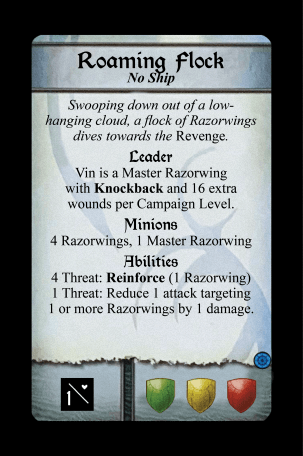 Roaming Flock
No Ship
Swooping down out of a low-
hanging cloud, a flock of Razorwings
dives towards the Revenge.
Leader
Vin is a Master Razorwing
with Knockback and 16 extra
wounds per Campaign Level.
Minions
4 Razorwings, 1 Master Razorwing
Abilities
4 Threat: Reinforce (1 Razorwing)
1 Threat: Reduce 1 attack targeting
1 or more Razorwings by 1 damage.
1